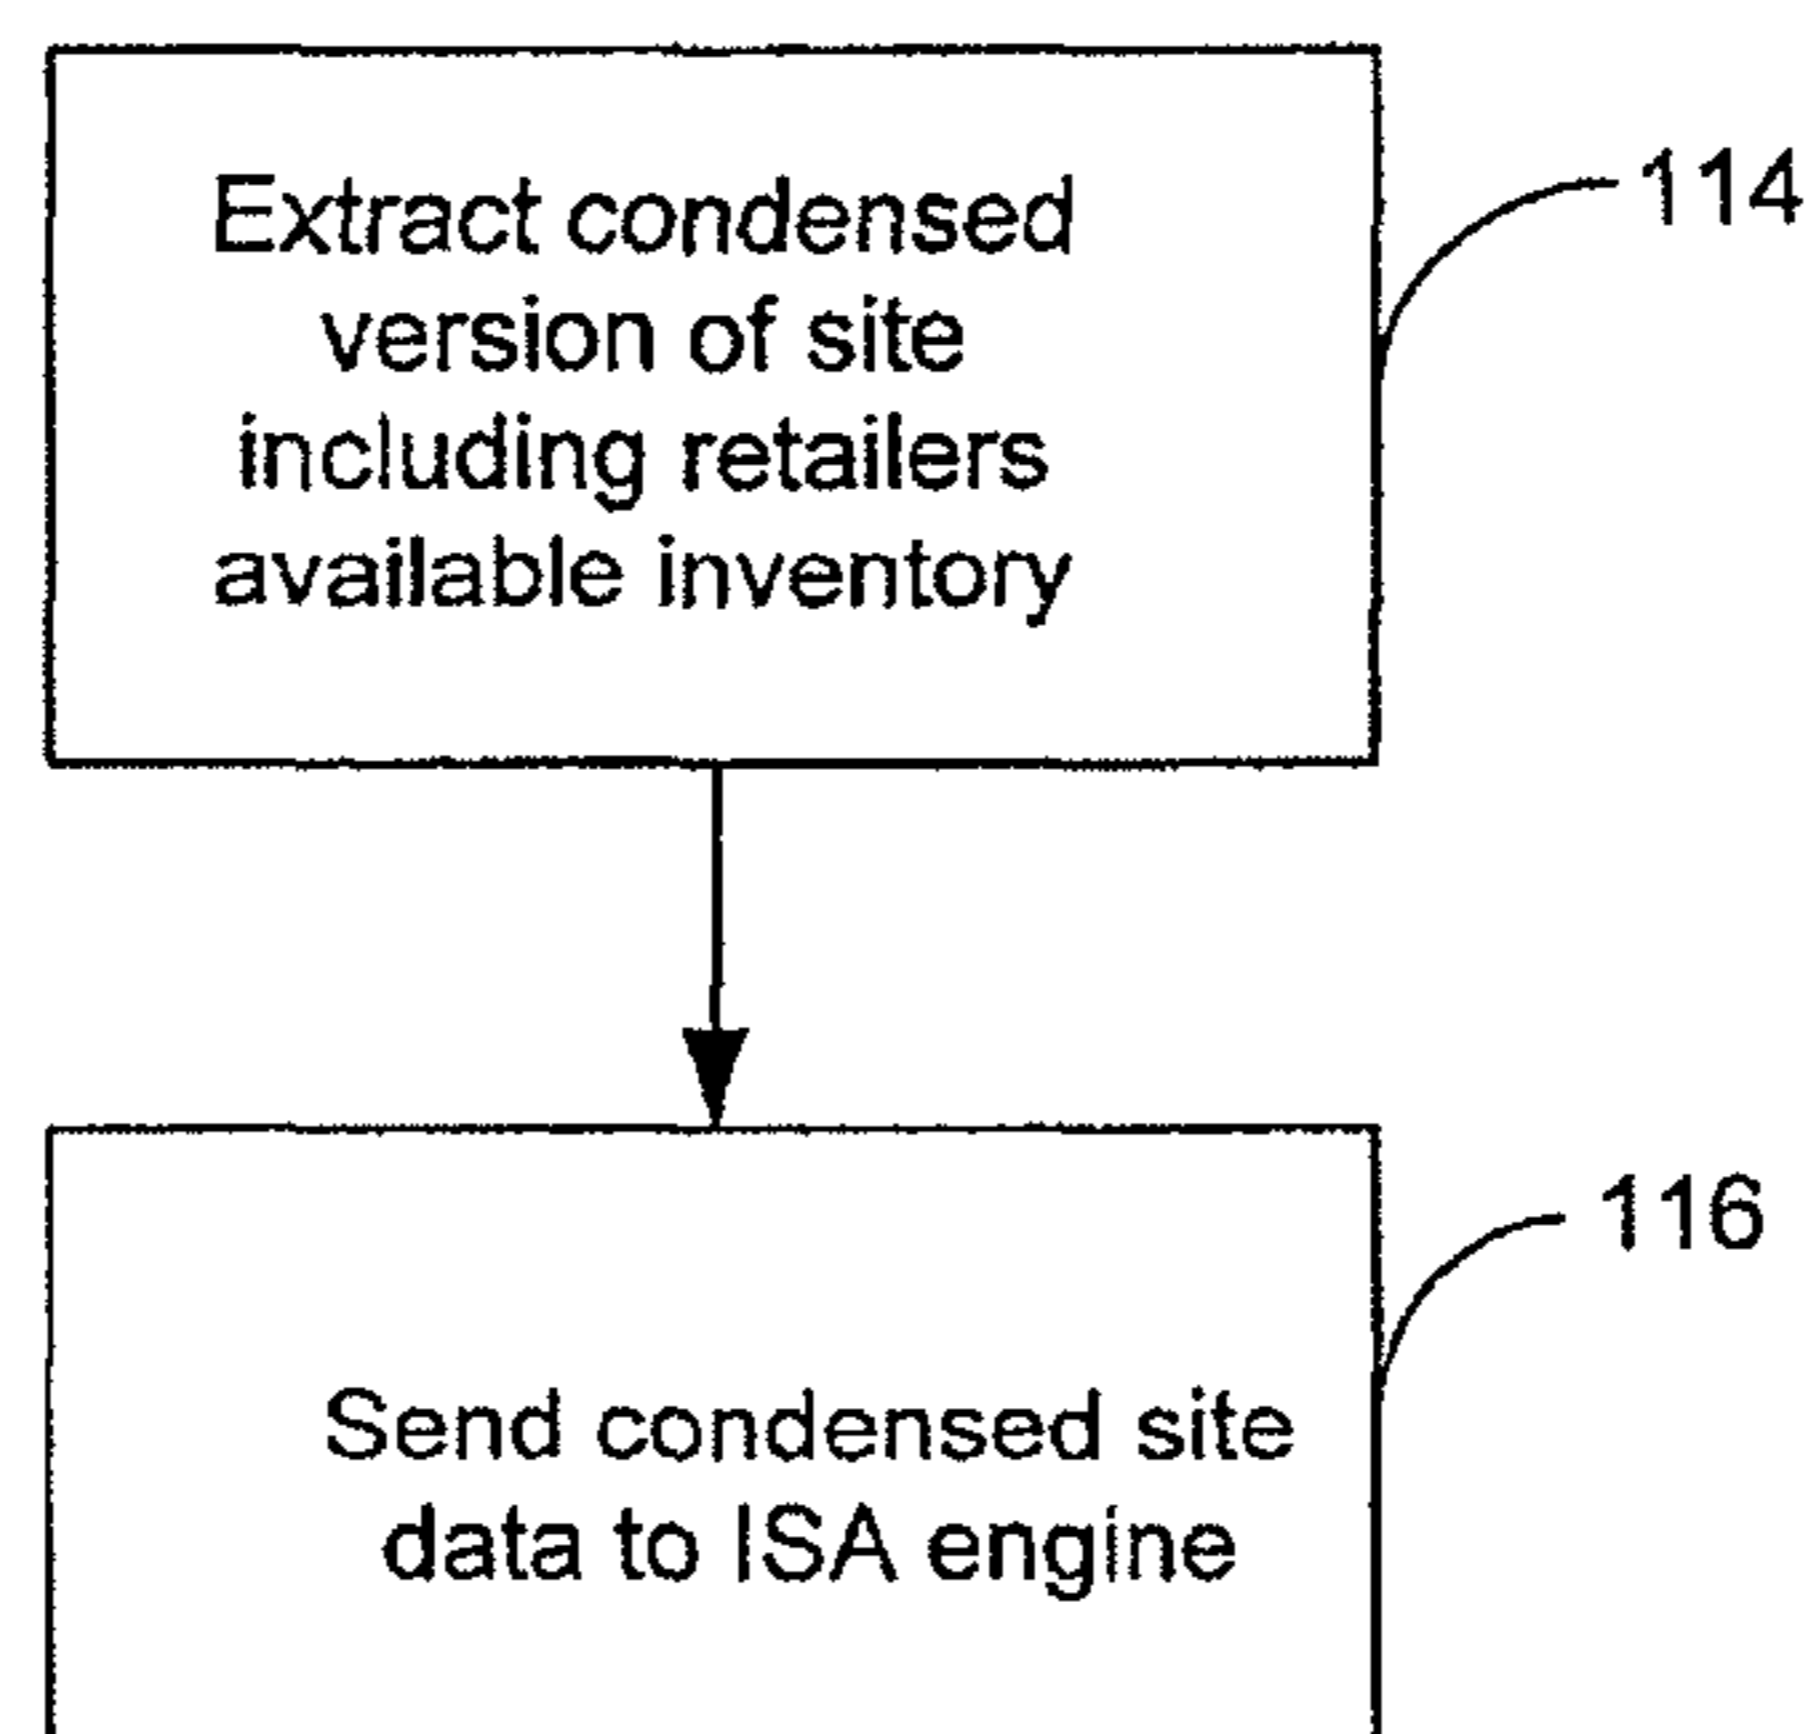 Extract condensed
version of site
including retailers
available inventory
114
116
Send condensed site
data to ISA engine